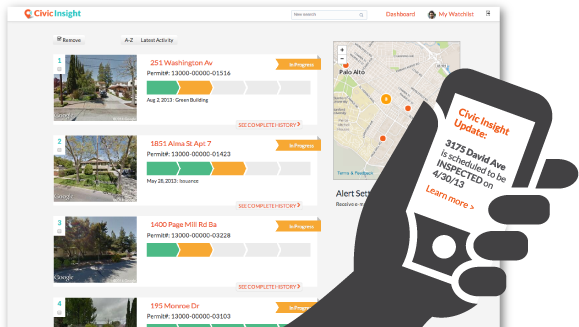 Civic Insight
New search
Dashboard
My Watchlist
Remove
A-Z
Latest Activity
1
251 Washington Av
In Progress
Permit#: 13000-00000-01516
Aug 2, 2013: Green Building
Google
SEE COMPLETE HISTORY >
2
1851 Alma St Apt 7
In Progress
Permit#: 13000-00000-01423
May 28, 2013: Issuance
Google
SEE COMPLETE HISTORY >
3
1400 Page Mill Rd Ba
In Progress
Permit#: 13000-00000-03228
Google
SEE COMPLETE HISTORY >
4
195 Monroe Dr
In Progress
Permit#: 13000-00000-03103
+
-
Palo Alto
Terms & Feedback
Alert Sett
Receive e-m
Civic Insight
Update:
3175 David Ave
is scheduled to be
INSPECTED on
4/30/13
Learn more >